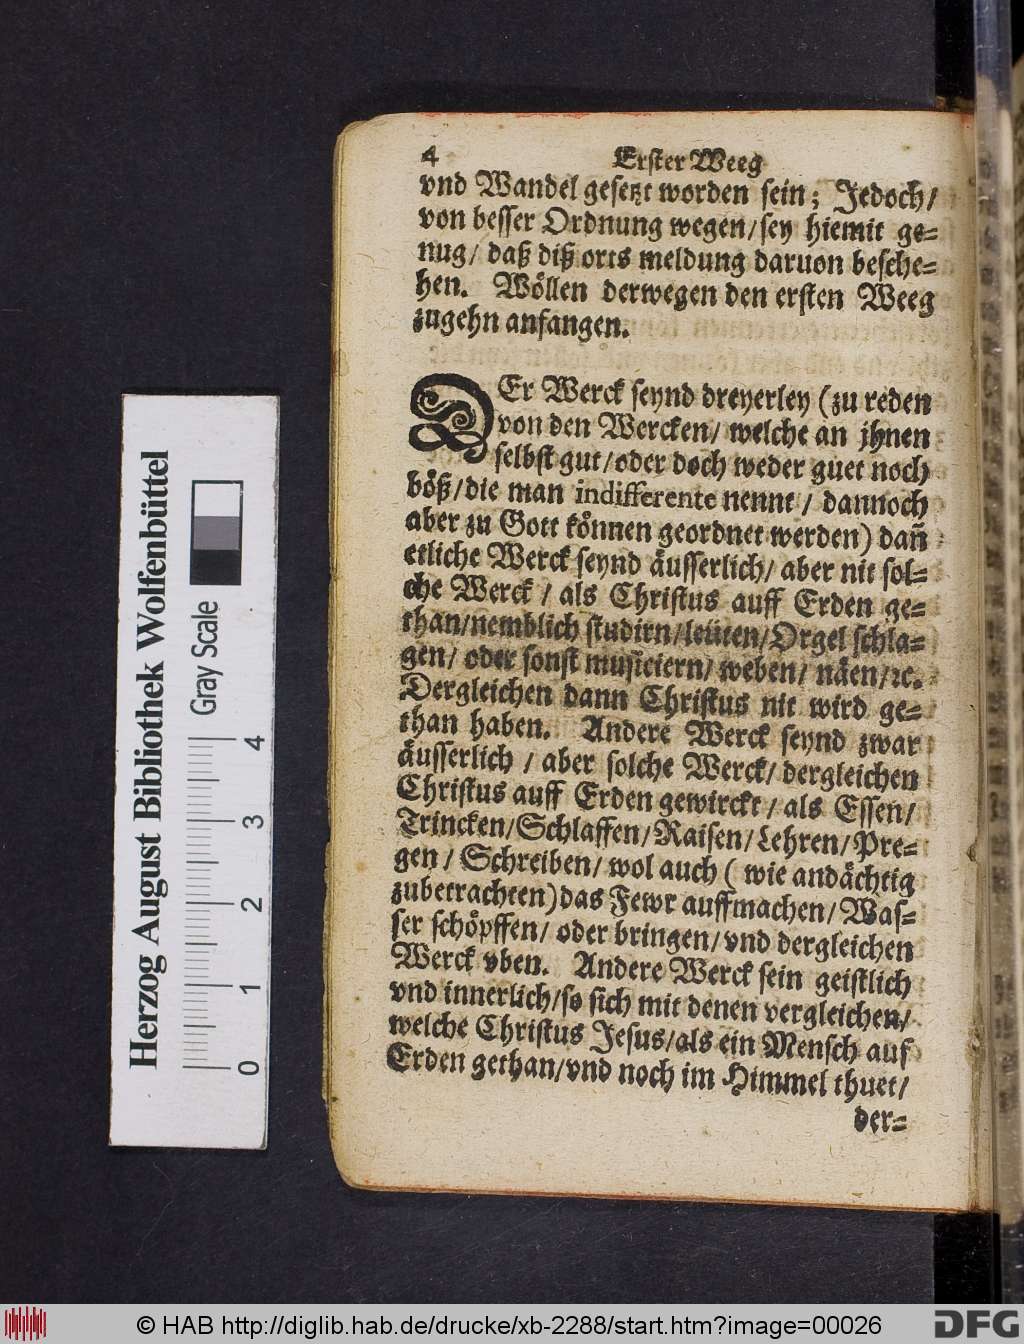 4 Erster Weeg
vnd Wandel gesetzt worden sein; Jedoch/
von besser Ordnung wegen/sey hiemit ge-
nug/ daß diß orts meldung daruon besche-
hen. Wöllen derwegen den ersten Weeg
zugehn anfangen.
DEr Werck seynd dreyerley (zu reden
von den Wercken/ welche an jhnen
selbst gut/oder doch weder guet noch
böß/die man indifferente nennt / dannoch
aber zu Gott können geordnet werden) dañ
etliche Werck seynd äusserlich/ aber nit sol-
che Werck / als Christus auff Erden ge-
than/nemblich studirn/leüten/Orgel schla-
gen/ oder sonst musiciern/ weben/ näen/ꝛc.
Dergleichen dann Christus nit wird ge-
than haben. Andere Werck seynd zwar
äusserlich / aber solche Werck/ dergleichen
Christus auff Erden gewirckt / als Essen/
Trincken/Schlaffen/Raisen/Lehren/Pre-
gen / Schreiben/ wol auch ( wie andächtig
zubetrachten) das Fewr auffmachen/ Was-
ser schöpffen/ oder bringen/ vnd dergleichen
Werck vben. Andere Werck sein geistlich
vnd innerlich/so sich mit denen vergleichen/
welche Christus Jesus/als ein Mensch auf
Erden gethan/vnd noch im Himmel thuet/
der-
Herzog August Bibliothek Wolfenbüttel
Gray Scale
0 1 2 3 4
© HAB http://diglib.hab.de/drucke/xb-2288/start.htm?image=00026
DFG